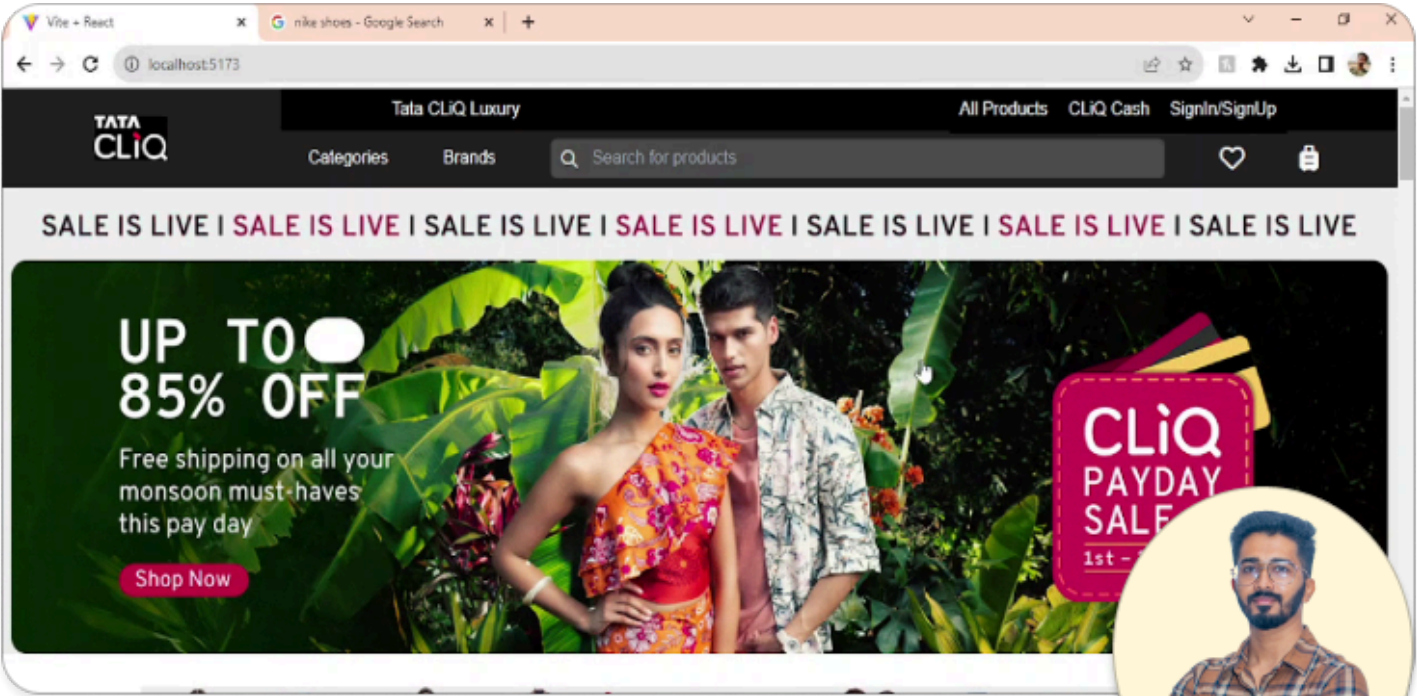 Vite + React
nike shoes - Google Search
localhost:5173
TATA
CLiQ
Tata CLiQ Luxury
All Products CLiQ Cash SignIn/SignUp
Categories Brands Search for products
SALE IS LIVE I SALE IS LIVE I SALE IS LIVE I SALE IS LIVE I SALE IS LIVE I SALE IS LIVE I SALE IS LIVE
UP TO
85% OFF
Free shipping on all your
monsoon must-haves
this pay day
Shop Now
CLiQ
PAYDAY
SALE
1st –